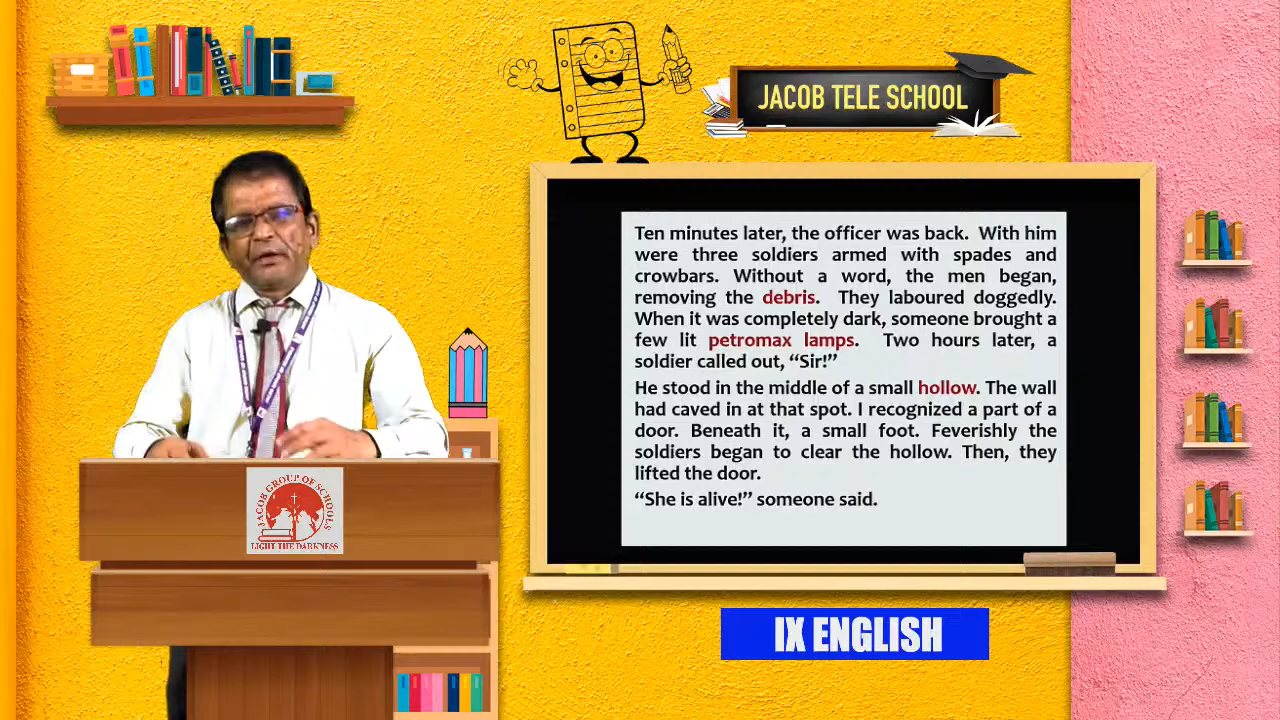 JACOB TELE SCHOOL
Ten minutes later, the officer was back. With him
were three soldiers armed with spades and
crowbars. Without a word, the men began,
removing the debris. They laboured doggedly.
When it was completely dark, someone brought a
few lit petromax lamps. Two hours later, a
soldier called out, “Sir!”
He stood in the middle of a small hollow. The wall
had caved in at that spot. I recognized a part of a
door. Beneath it, a small foot. Feverishly the
soldiers began to clear the hollow. Then, they
lifted the door.
“She is alive!” someone said.
JACOB GROUP OF SCHOOLS
LIGHT THE DARKNESS
IX ENGLISH